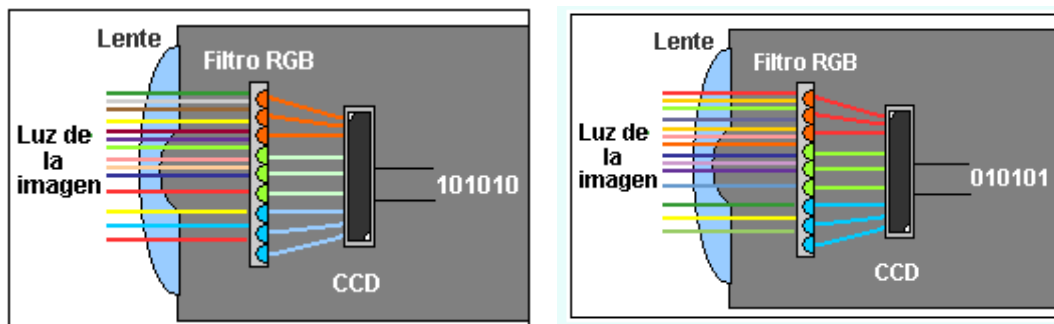 Lente
Filtro RGB
Luz de
la
imagen
101010
CCD
Lente
Filtro RGB
Luz de
la
imagen
010101
CCD